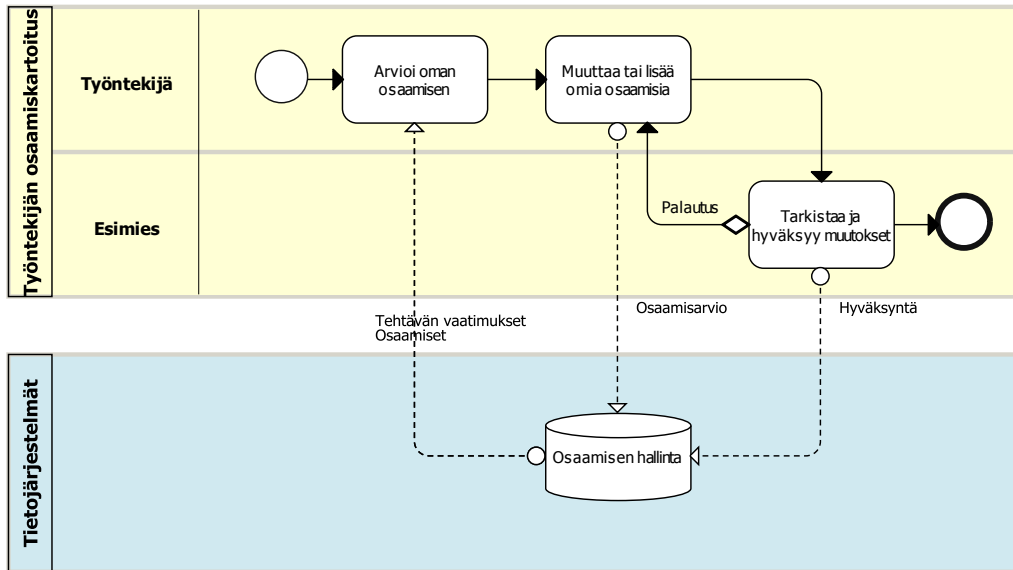 Työntekijän osaamiskartoitus
Työntekijä
Arvioi oman
osaamisen
Muuttaa tai lisää
omia osaamisia
Esimies
Palautus
Tarkistaa ja
hyväksyy muutokset
Tehtävän vaatimukset
Osaamiset
Osaamisarvio
Hyväksyntä
Tietojärjestelmät
Osaamisen hallinta